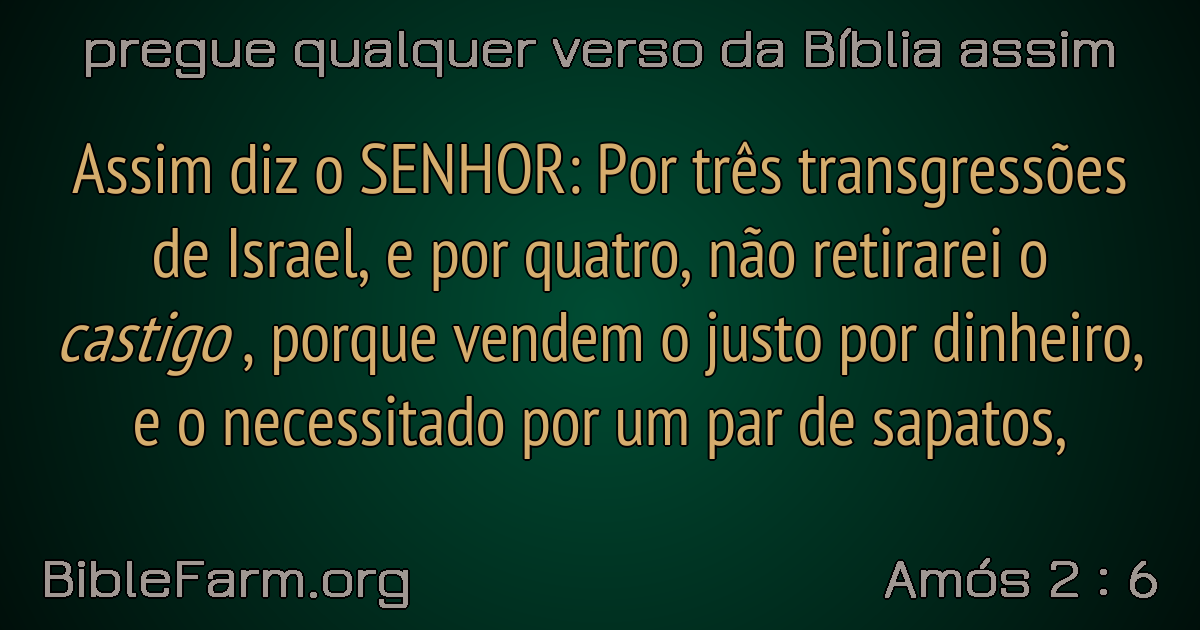 pregue qualquer verso da Bíblia assim
Assim diz o SENHOR: Por três transgressões
de Israel, e por quatro, não retirarei o
castigo , porque vendem o justo por dinheiro,
e o necessitado por um par de sapatos,
BibleFarm.org
Amós 2 : 6